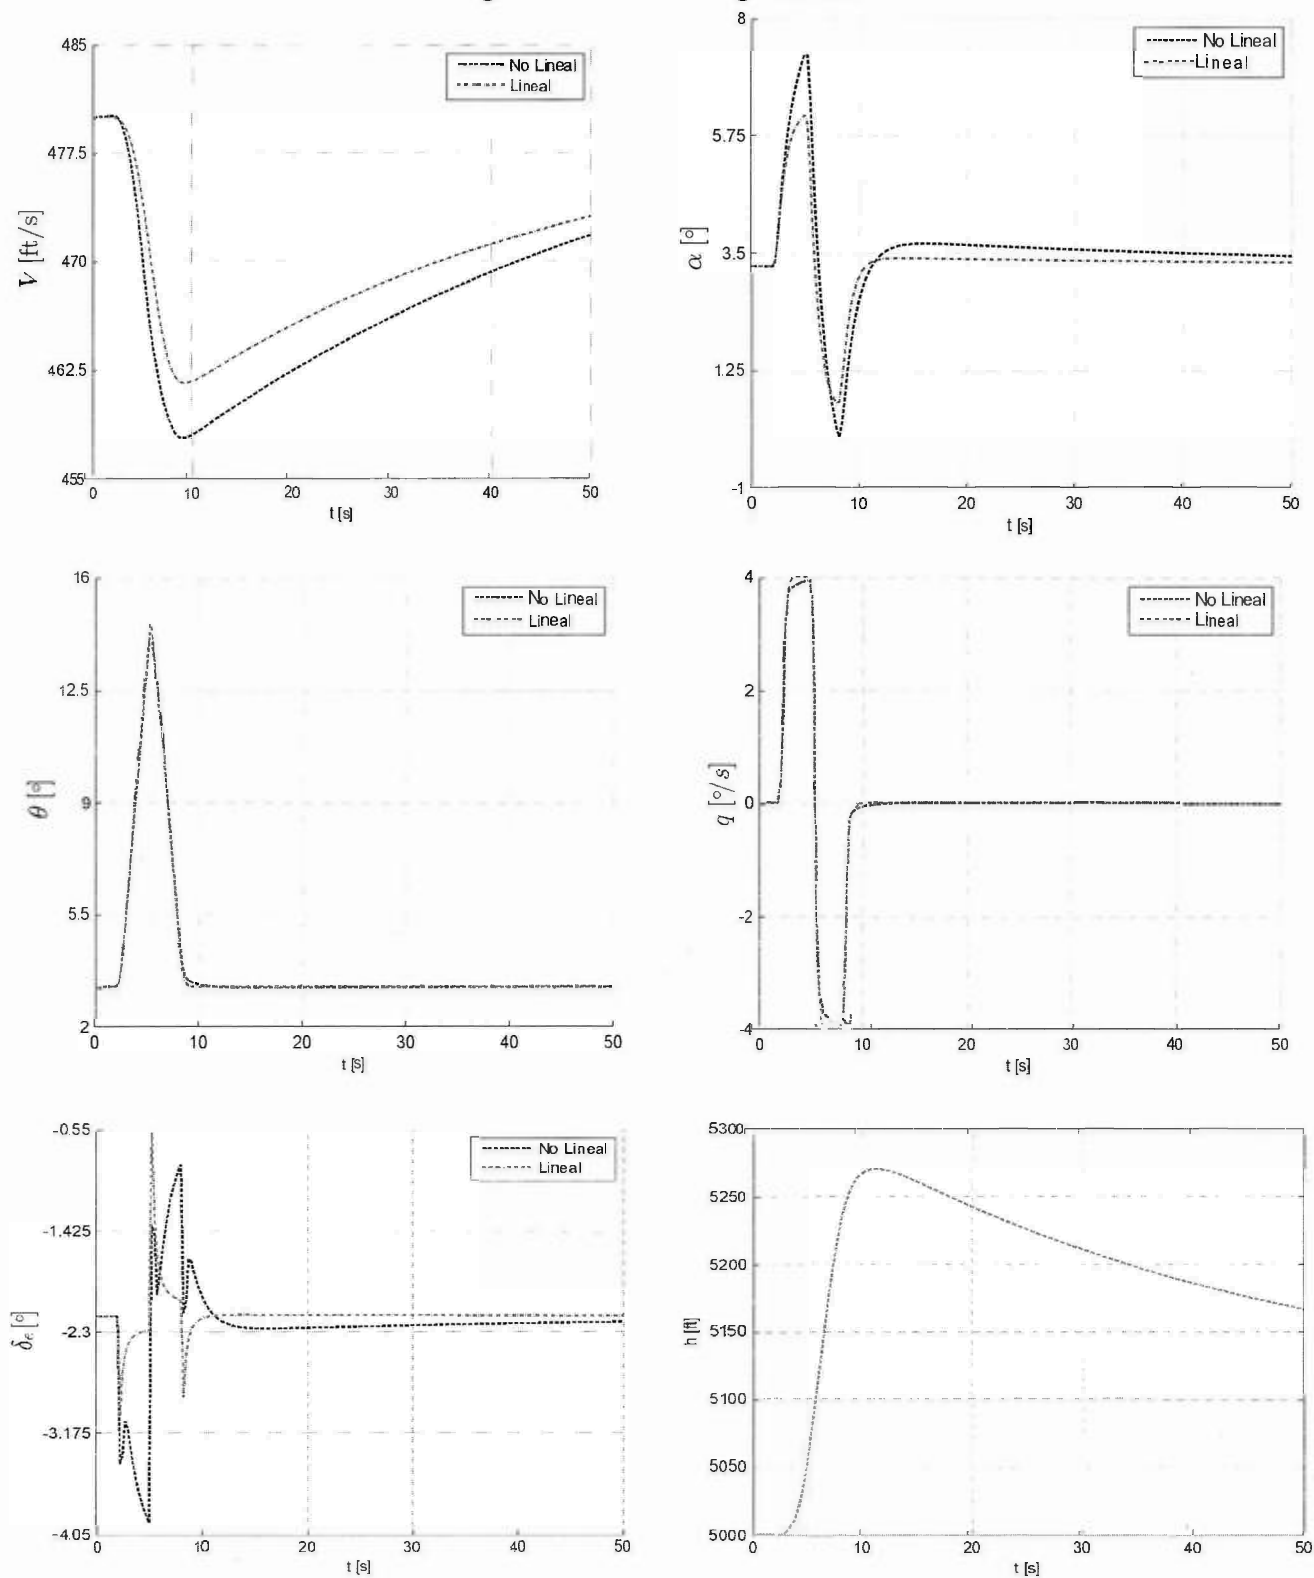 485
No Lineal
Lineal
477.5
V [ft/s]
470
462.5
455
0 10 20 30 40 50
t [s]
8
No Lineal
Lineal
5.75
α [°]
3.5
1.25
-1
0 10 20 30 40 50
t [s]
16
No Lineal
Lineal
12.5
θ [°]
9
5.5
2
0 10 20 30 40 50
t [s]
4
No Lineal
Lineal
2
q [°/s]
0
-2
-4
0 10 20 30 40 50
t [s]
-0.55
No Lineal
Lineal
-1.425
δe [°]
-2.3
-3.175
-4.05
0 10 20 30 40 50
t [s]
5300
5250
5200
h [ft]
5150
5100
5050
5000
0 10 20 30 40 50
t [s]